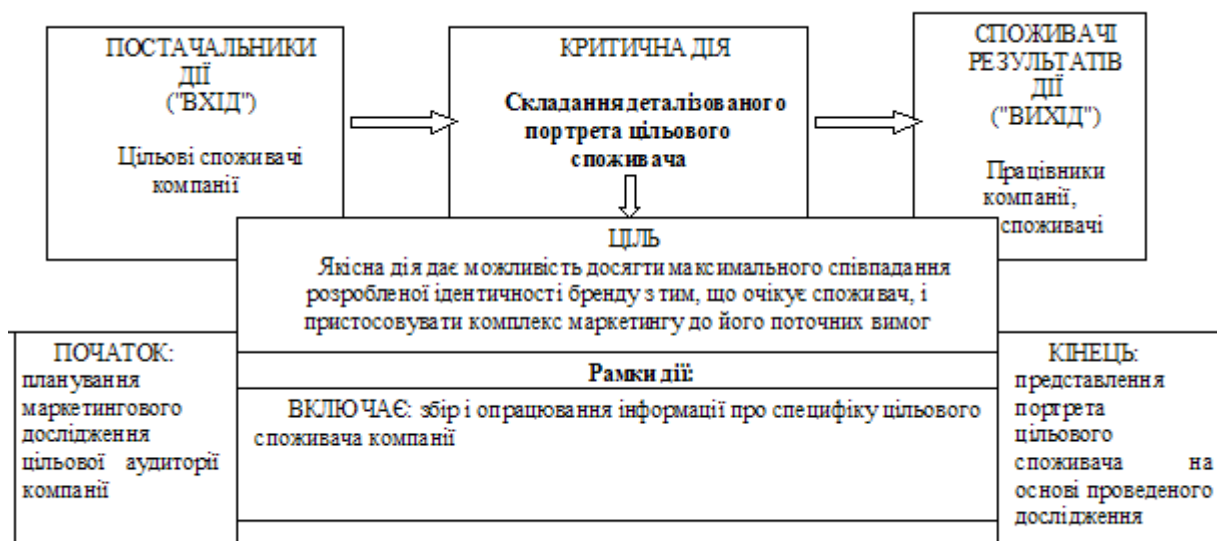 ПОСТАЧАЛЬНИКИ
ДІЇ
("ВХІД")
Цільові споживачі
компанії
КРИТИЧНА ДІЯ
Складання деталізованого
портрета цільового
споживача
СПОЖИВАЧІ
РЕЗУЛЬТАТІВ
ДІЇ
("ВИХІД")
Працівники
компанії,
споживачі
ЦІЛЬ
Якісна дія дає можливість досягти максимального співпадання
розробленої ідентичності бренду з тим, що очікує споживач, і
пристосовувати комплекс маркетингу до його поточних вимог
ПОЧАТОК:
планування
маркетингового
дослідження
цільової аудиторії
компанії
Рамки дії:
ВКЛЮЧАЄ: збір і опрацювання інформації про специфіку цільового
споживача компанії
КІНЕЦЬ:
представлення
портрета
цільового
споживача на
основі проведеного
дослідження